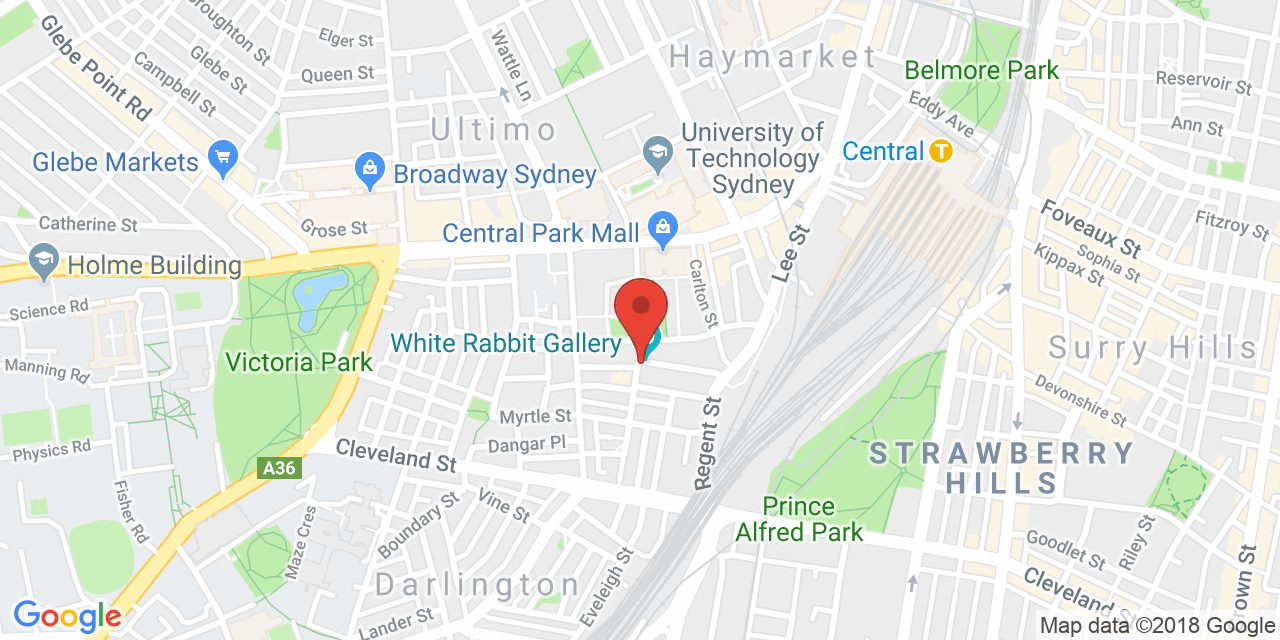 Broughton St
Elger St
Glebe St
Queen St
Campbell St
Glebe Point Rd
Wattle Ln
Haymarket
Belmore Park
Reservoir St
Eddy Ave
Ann St
Ultimo
University of
Technology
Sydney
Central
T
Glebe Markets
Broadway Sydney
Catherine St
Grose St
Central Park Mall
Lee St
Foveaux St
Fitzroy St
Sophia St
Kippax St
Holme Building
Carlton St
Science Rd
White Rabbit Gallery
Surry Hills
Victoria Park
Manning Rd
Devonshire St
Myrtle St
Dangar Pl
Regent St
STRAWBERRY
HILLS
Physics Rd
A36
Cleveland St
Prince
Alfred Park
Fisher Rd
Maze Cres
Boundary St
Vine St
Goodlet St
Riley St
Darlington
Eveleigh St
Cleveland S
rown St
Lander St
Google
Map data ©2018 Google